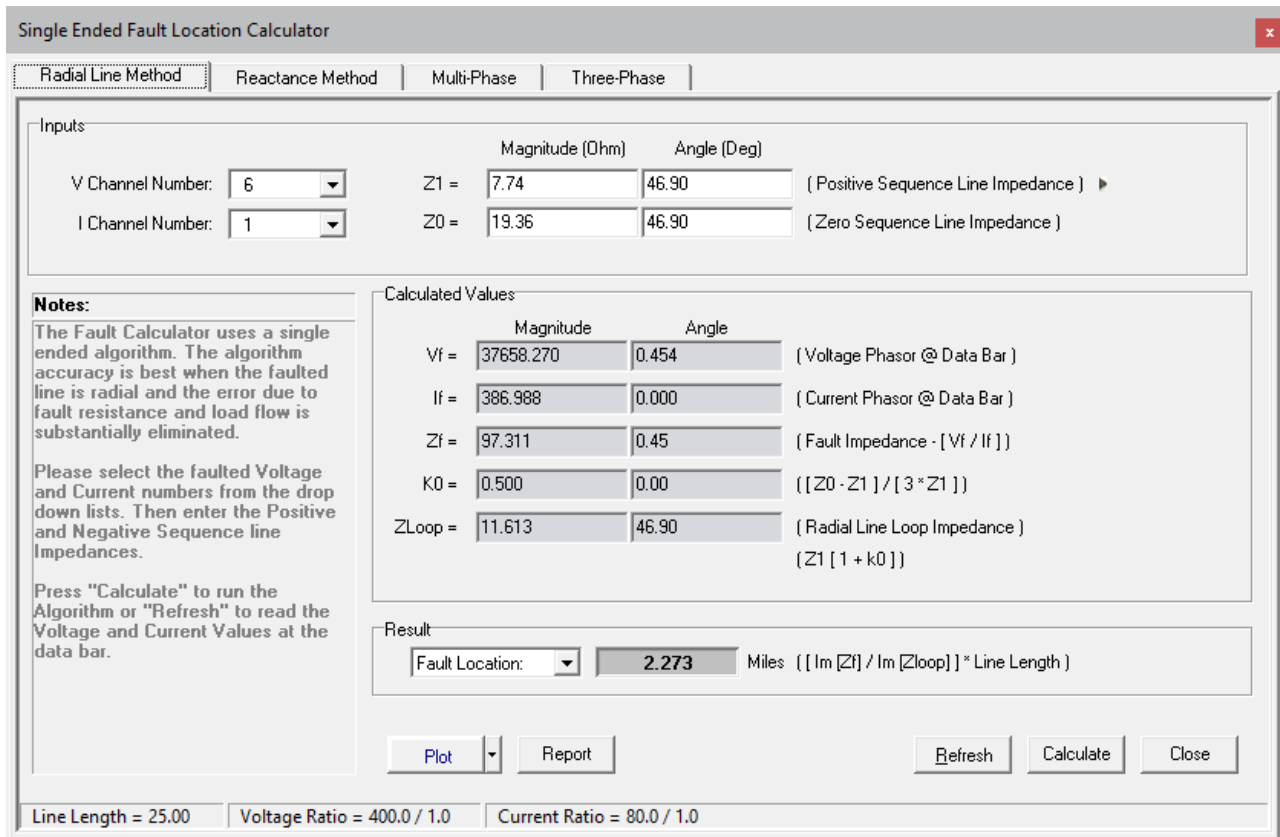 Single Ended Fault Location Calculator
x
Radial Line Method Reactance Method Multi-Phase Three-Phase
Inputs
Magnitude (Ohm) Angle (Deg)
V Channel Number: 6 Z1 = 7.74 46.90 ( Positive Sequence Line Impedance )
I Channel Number: 1 Z0 = 19.36 46.90 ( Zero Sequence Line Impedance )
Notes:
The Fault Calculator uses a single
ended algorithm. The algorithm
accuracy is best when the faulted
line is radial and the error due to
fault resistance and load flow is
substantially eliminated.
Please select the faulted Voltage
and Current numbers from the drop
down lists. Then enter the Positive
and Negative Sequence line
Impedances.
Press "Calculate" to run the
Algorithm or "Refresh" to read the
Voltage and Current Values at the
data bar.
Calculated Values
Magnitude Angle
Vf = 37658.270 0.454 ( Voltage Phasor @ Data Bar )
If = 386.988 0.000 ( Current Phasor @ Data Bar )
Zf = 97.311 0.45 ( Fault Impedance - [ Vf / If ] )
K0 = 0.500 0.00 ( [ Z0 - Z1 ] / [ 3 * Z1 ] )
ZLoop = 11.613 46.90 ( Radial Line Loop Impedance )
( Z1 [ 1 + k0 ] )
Result
Fault Location: 2.273 Miles ( [ Im [Zf] / Im [Zloop] ] * Line Length )
Plot Report Refresh Calculate Close
Line Length = 25.00 Voltage Ratio = 400.0 / 1.0 Current Ratio = 80.0 / 1.0